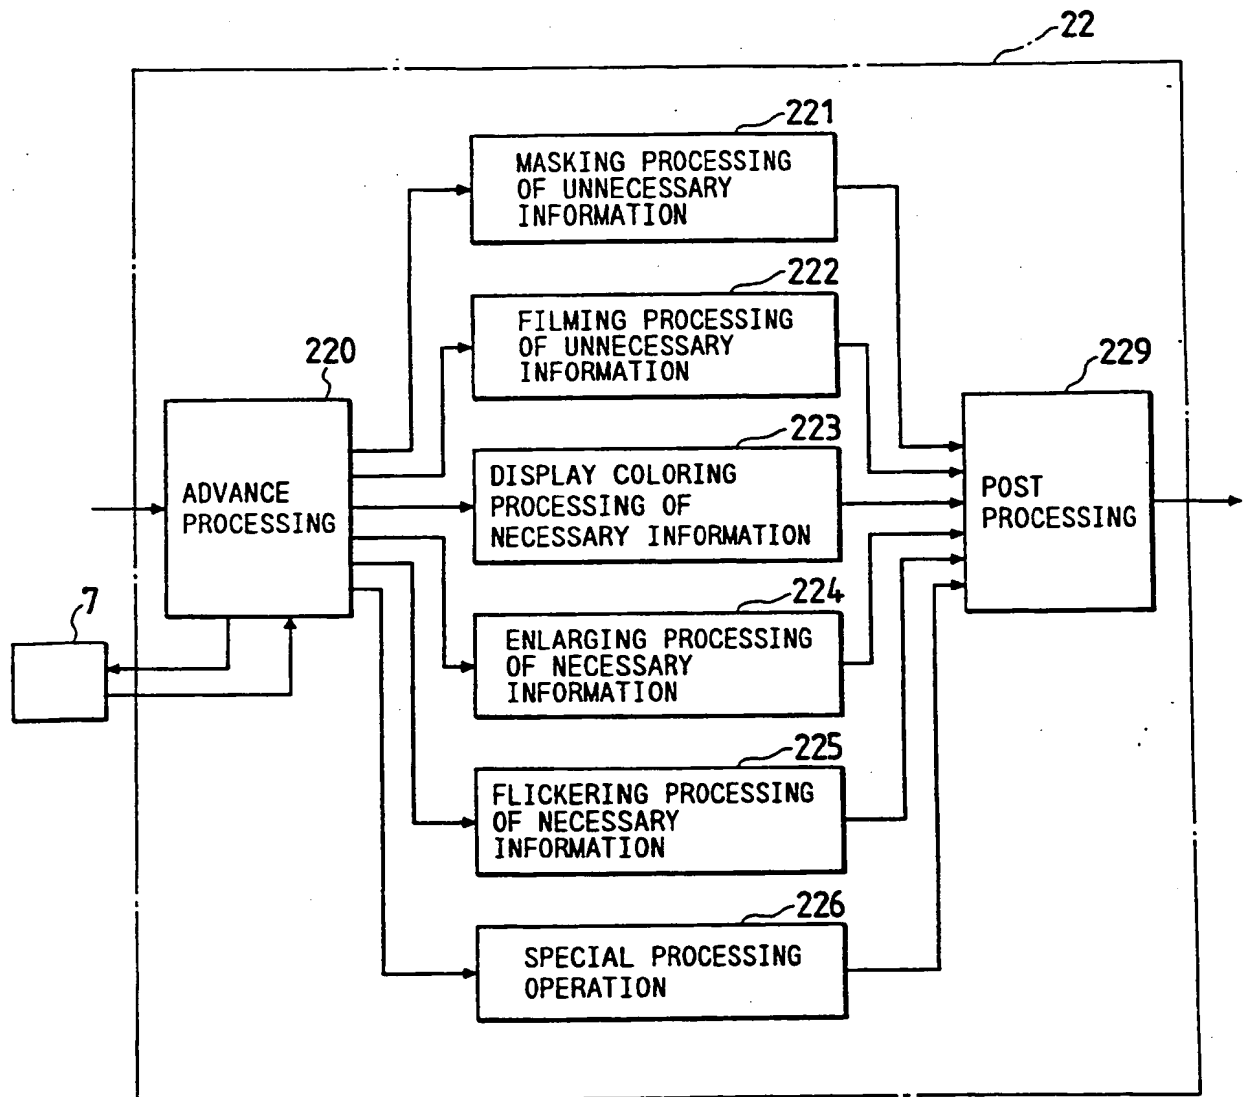 22
221
MASKING PROCESSING
OF UNNECESSARY
INFORMATION
222
FILMING PROCESSING
OF UNNECESSARY
INFORMATION
220
ADVANCE
PROCESSING
223
DISPLAY COLORING
PROCESSING OF
NECESSARY INFORMATION
229
POST
PROCESSING
7
224
ENLARGING PROCESSING
OF NECESSARY
INFORMATION
225
FLICKERING PROCESSING
OF NECESSARY
INFORMATION
226
SPECIAL PROCESSING
OPERATION